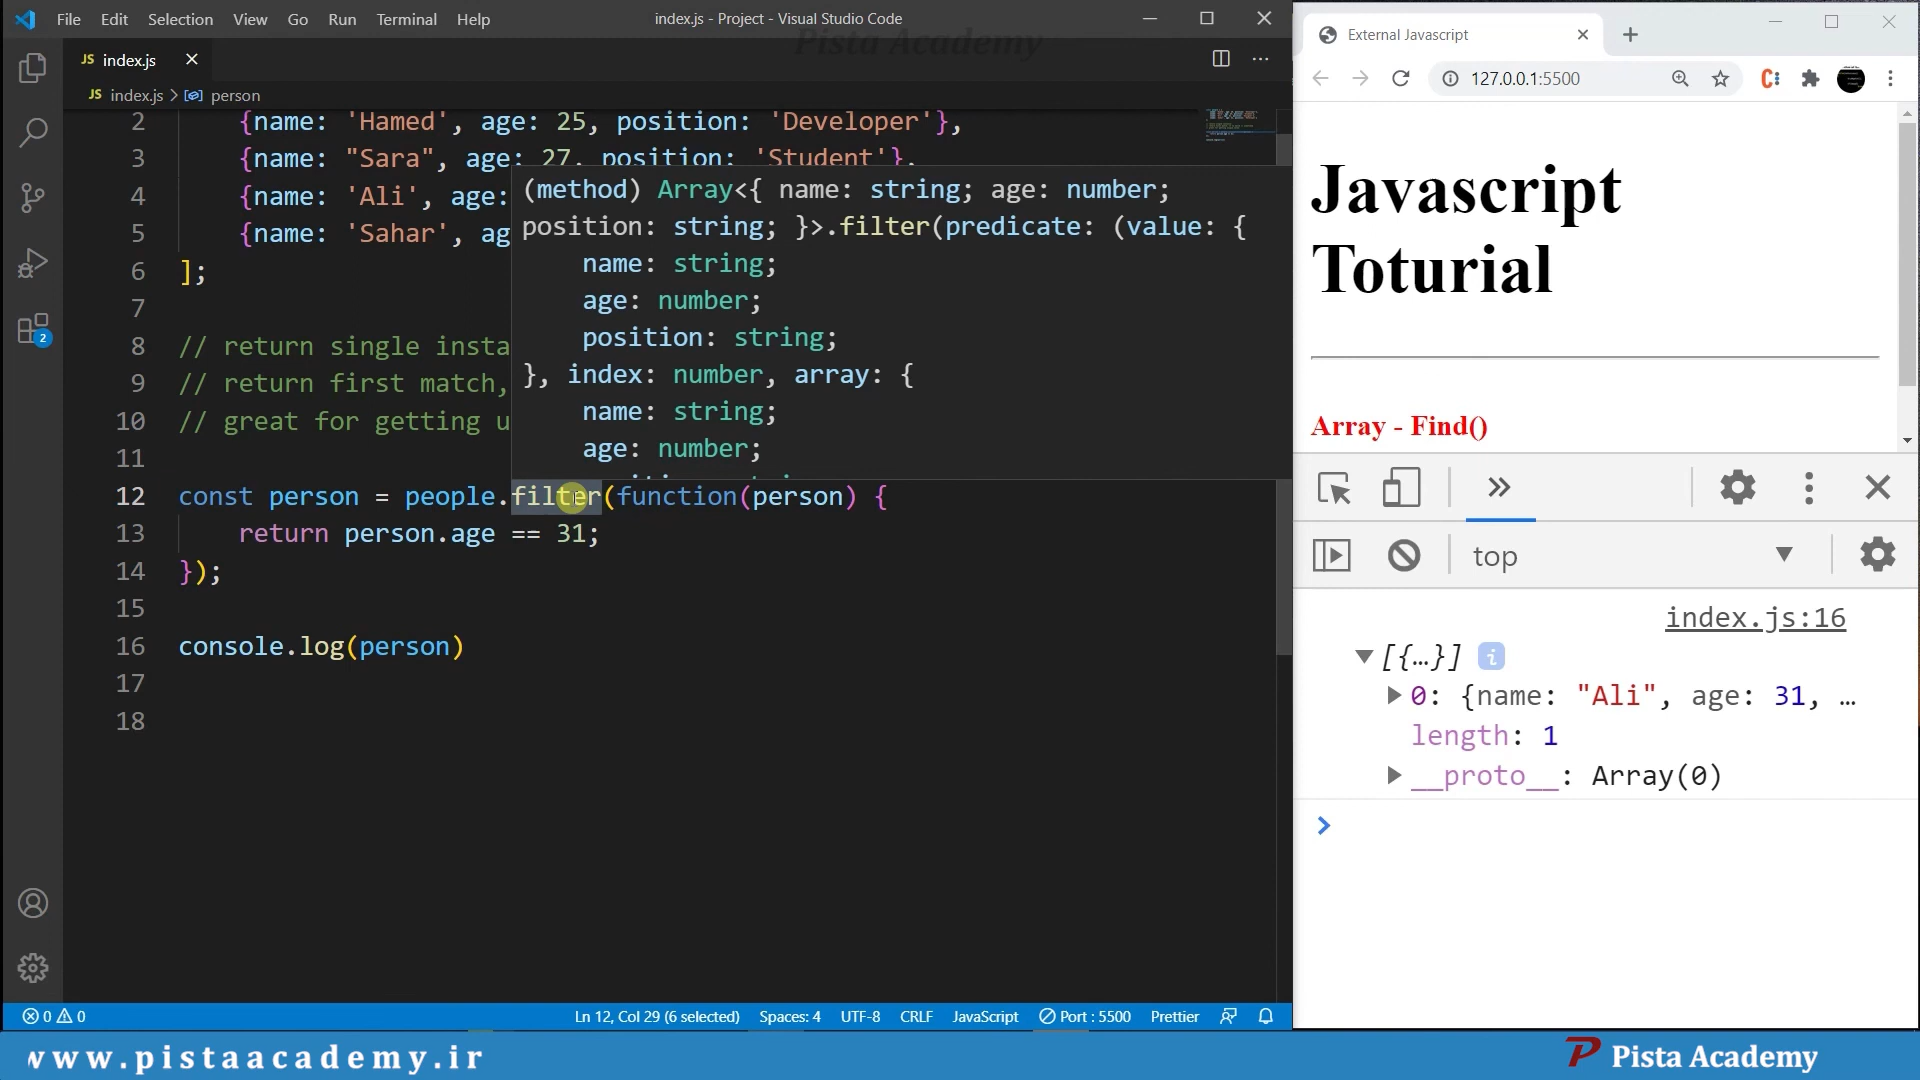 File Edit Selection View Go Run Terminal Help index.js - Project - Visual Studio Code
Pista Academy
JS index.js
JS index.js > person
2 {name: 'Hamed', age: 25, position: 'Developer'},
3 {name: "Sara", age: 27, position: 'Student'},
4 {name: 'Ali', age:
5 {name: 'Sahar', ag
6 ];
7
8 // return single insta
9 // return first match,
10 // great for getting u
11
12 const person = people.filter(function(person) {
13 return person.age == 31;
14 });
15
16 console.log(person)
17
18
(method) Array<{ name: string; age: number;
position: string; }>.filter(predicate: (value: {
name: string;
age: number;
position: string;
}, index: number, array: {
name: string;
age: number;
2
0 0 Ln 12, Col 29 (6 selected) Spaces: 4 UTF-8 CRLF JavaScript Port : 5500 Prettier
External Javascript
127.0.0.1:5500
Javascript
Toturial
Array - Find()
top
index.js:16
[{…}] i
0: {name: "Ali", age: 31, …
length: 1
__proto__: Array(0)
www.pistaacademy.ir
Pista Academy